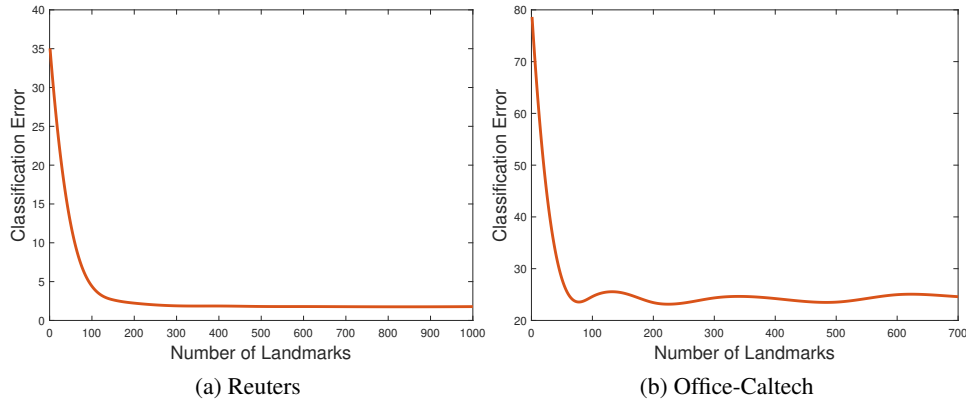 40
35
30
25
20
15
10
5
0
Classification Error
0 100 200 300 400 500 600 700 800 900 1000
Number of Landmarks
(a) Reuters
80
70
60
50
40
30
20
Classification Error
0 100 200 300 400 500 600 700
Number of Landmarks
(b) Office-Caltech